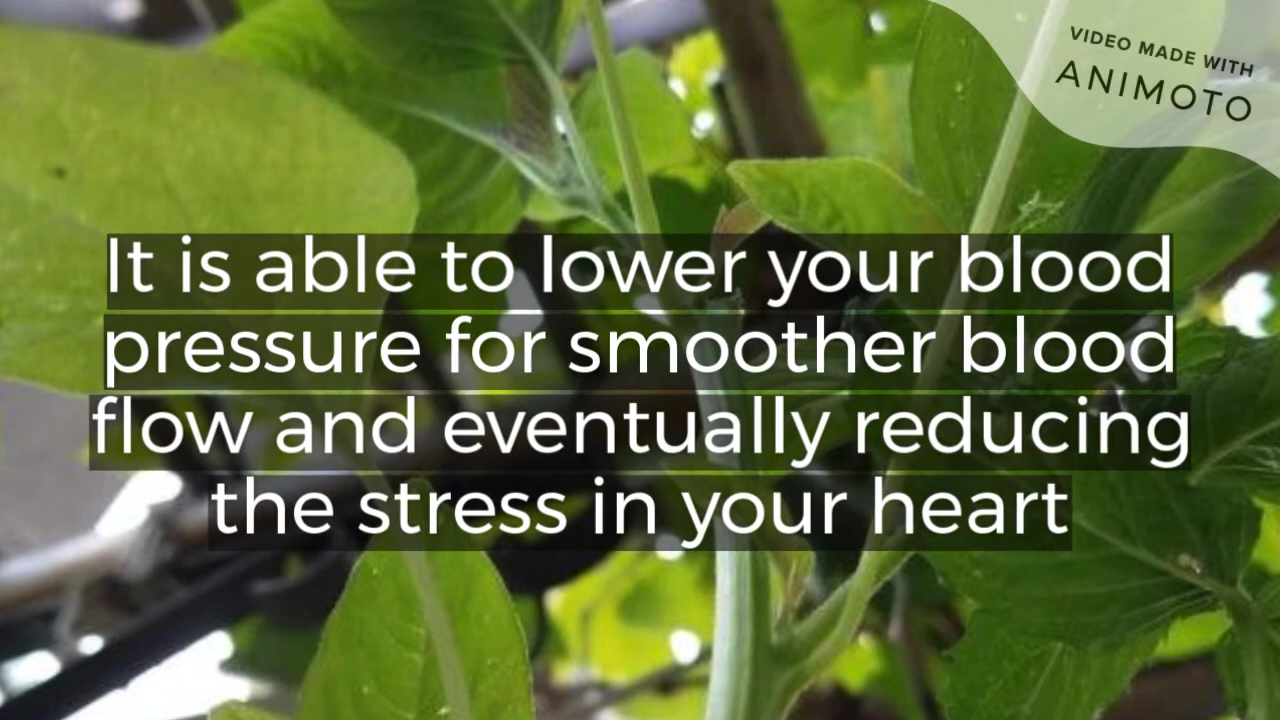 VIDEO MADE WITH
ANIMOTO
It is able to lower your blood
pressure for smoother blood
flow and eventually reducing
the stress in your heart